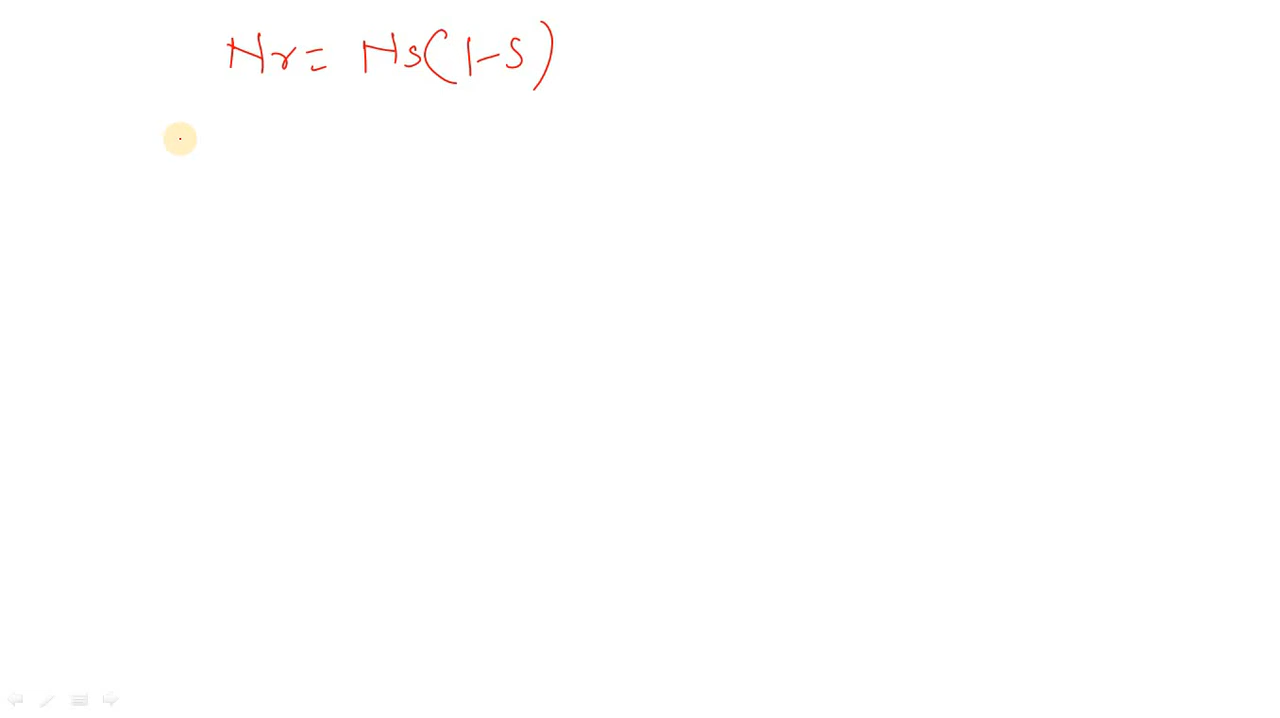 Nr = Ns(1-S)